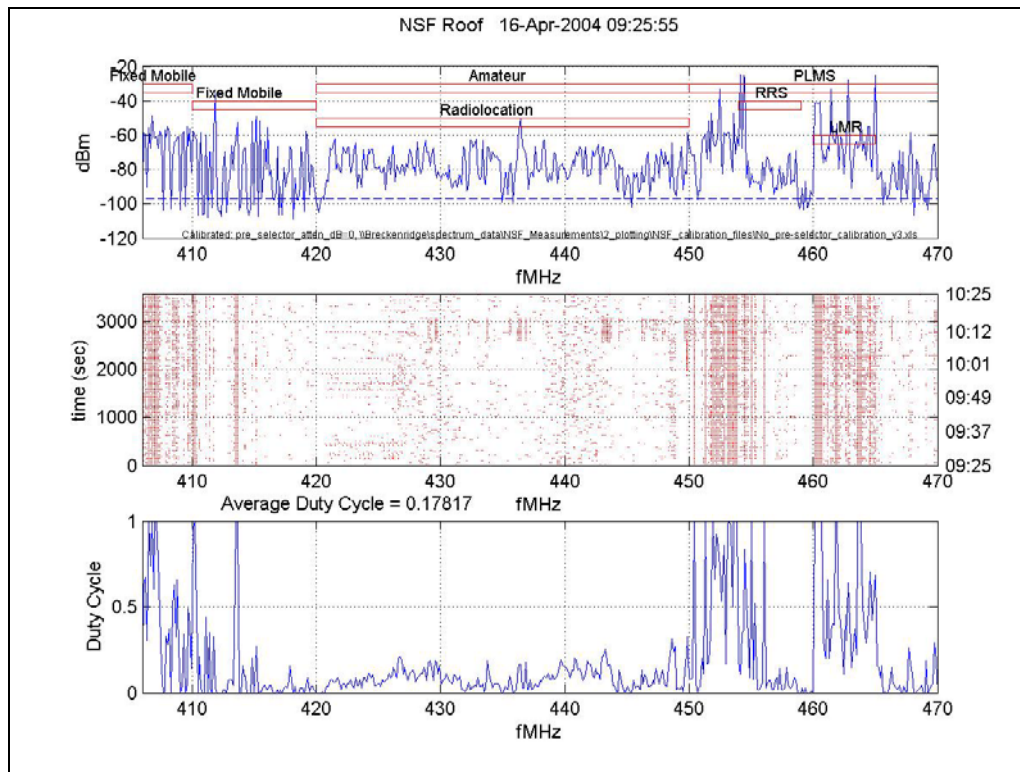 NSF Roof 16-Apr-2004 09:25:55
-20
Fixed Mobile
Amateur
PLMS
Fixed Mobile
RRS
-40
Radiolocation
LMR
-60
dBm
-80
-100
Calibrated: pre_selector_atten_dB=0, \\Breckenridge\spectrum_data\NSF_Measurements\2_plotting\NSF_calibration_files\No_pre-selector_calibration_v3.xls
-120
410 420 430 440 450 460 470
fMHz
3000
2000
1000
0
time (sec)
10:25
10:12
10:01
09:49
09:37
09:25
410 420 430 440 450 460 470
Average Duty Cycle = 0.17817
fMHz
1
0.5
0
Duty Cycle
410 420 430 440 450 460 470
fMHz